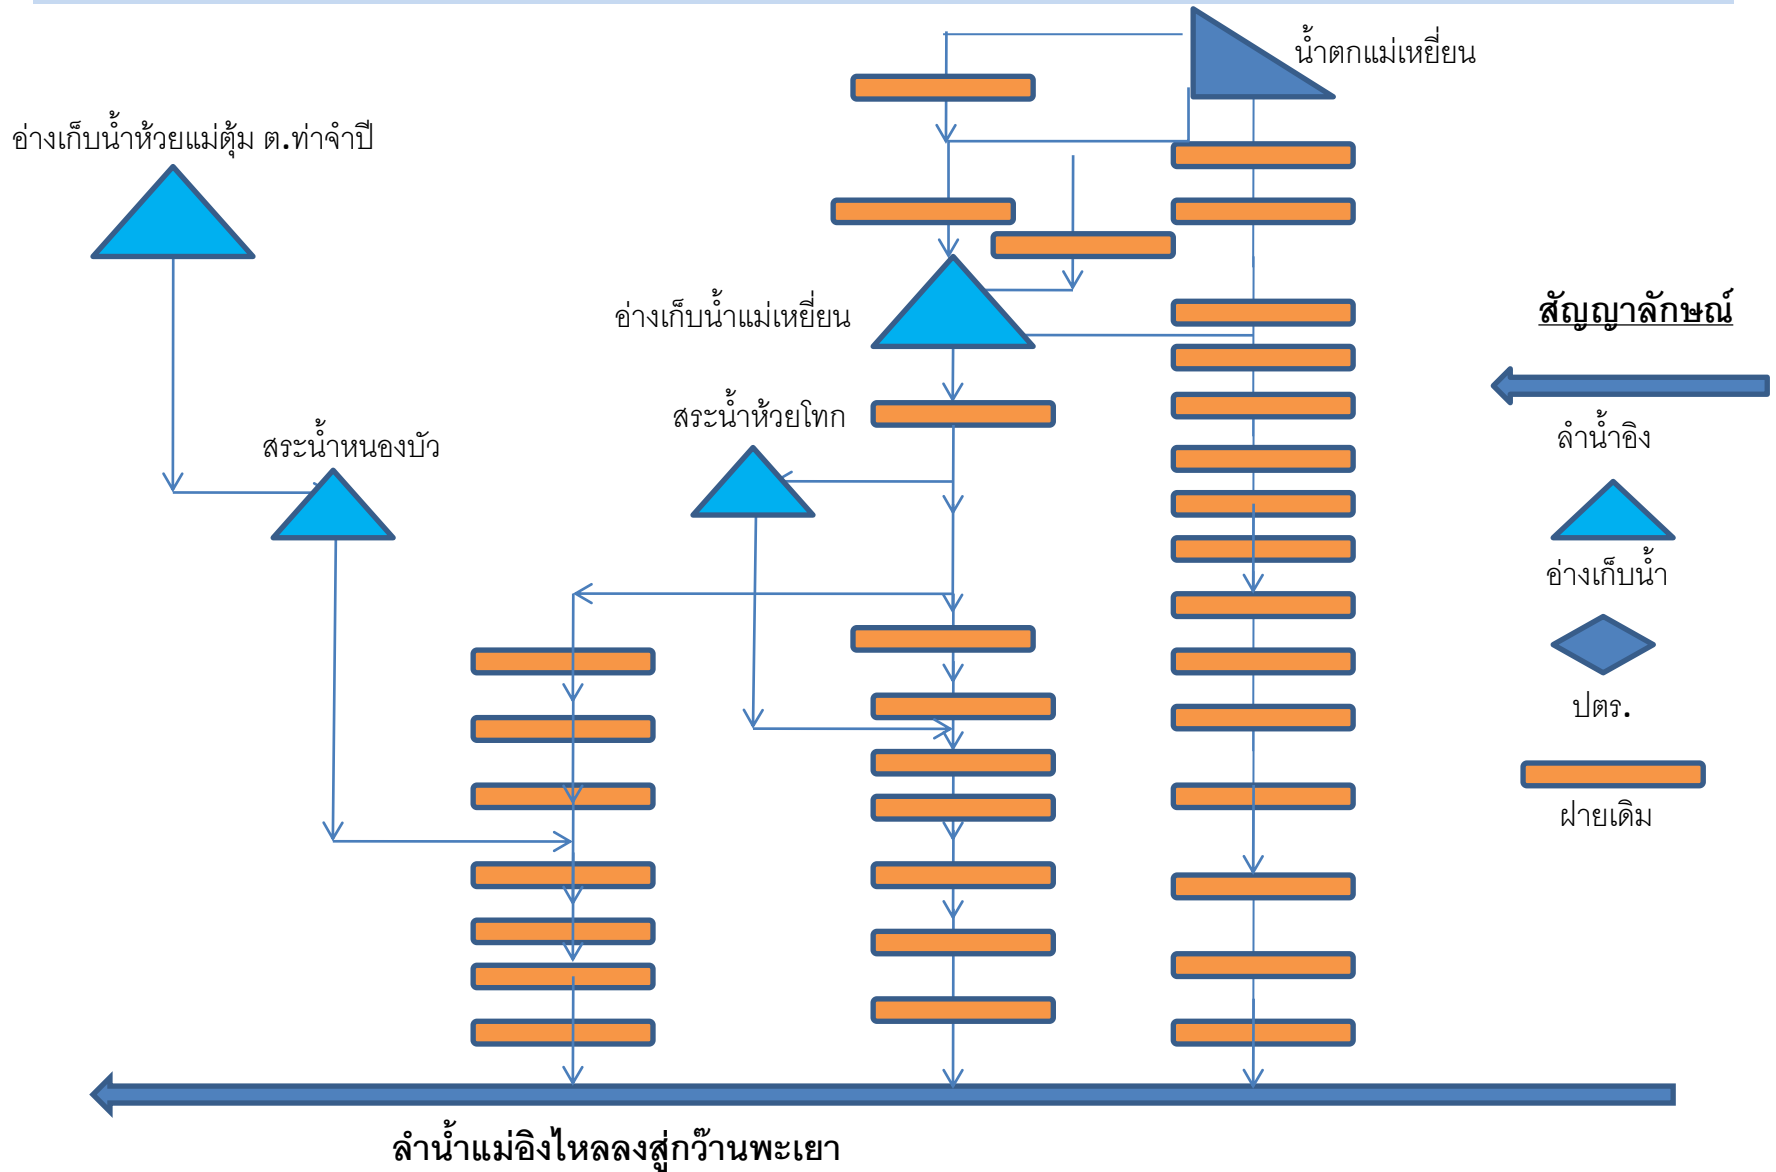 น้ำตกแม่เหยี่ยน
อ่างเก็บน้ำห้วยแม่ตุ้ม ต.ท่าจำปี
อ่างเก็บน้ำแม่เหยี่ยน
สัญญาลักษณ์
สระน้ำห้วยโทก
สระน้ำหนองบัว
ลำน้ำอิง
อ่างเก็บน้ำ
ปตร.
ฝายเดิม
ลำน้ำแม่อิงไหลลงสู่กว๊านพะเยา